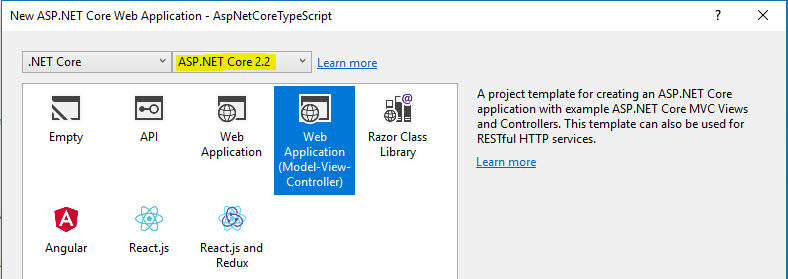 New ASP.NET Core Web Application - AspNetCoreTypeScript
?
.NET Core
ASP.NET Core 2.2
Learn more
Empty
API
Web
Application
Web
Application
(Model-View-
Controller)
Razor Class
Library
A project template for creating an ASP.NET Core
application with example ASP.NET Core MVC Views
and Controllers. This template can also be used for
RESTful HTTP services.
Learn more
Angular
React.js
React.js and
Redux